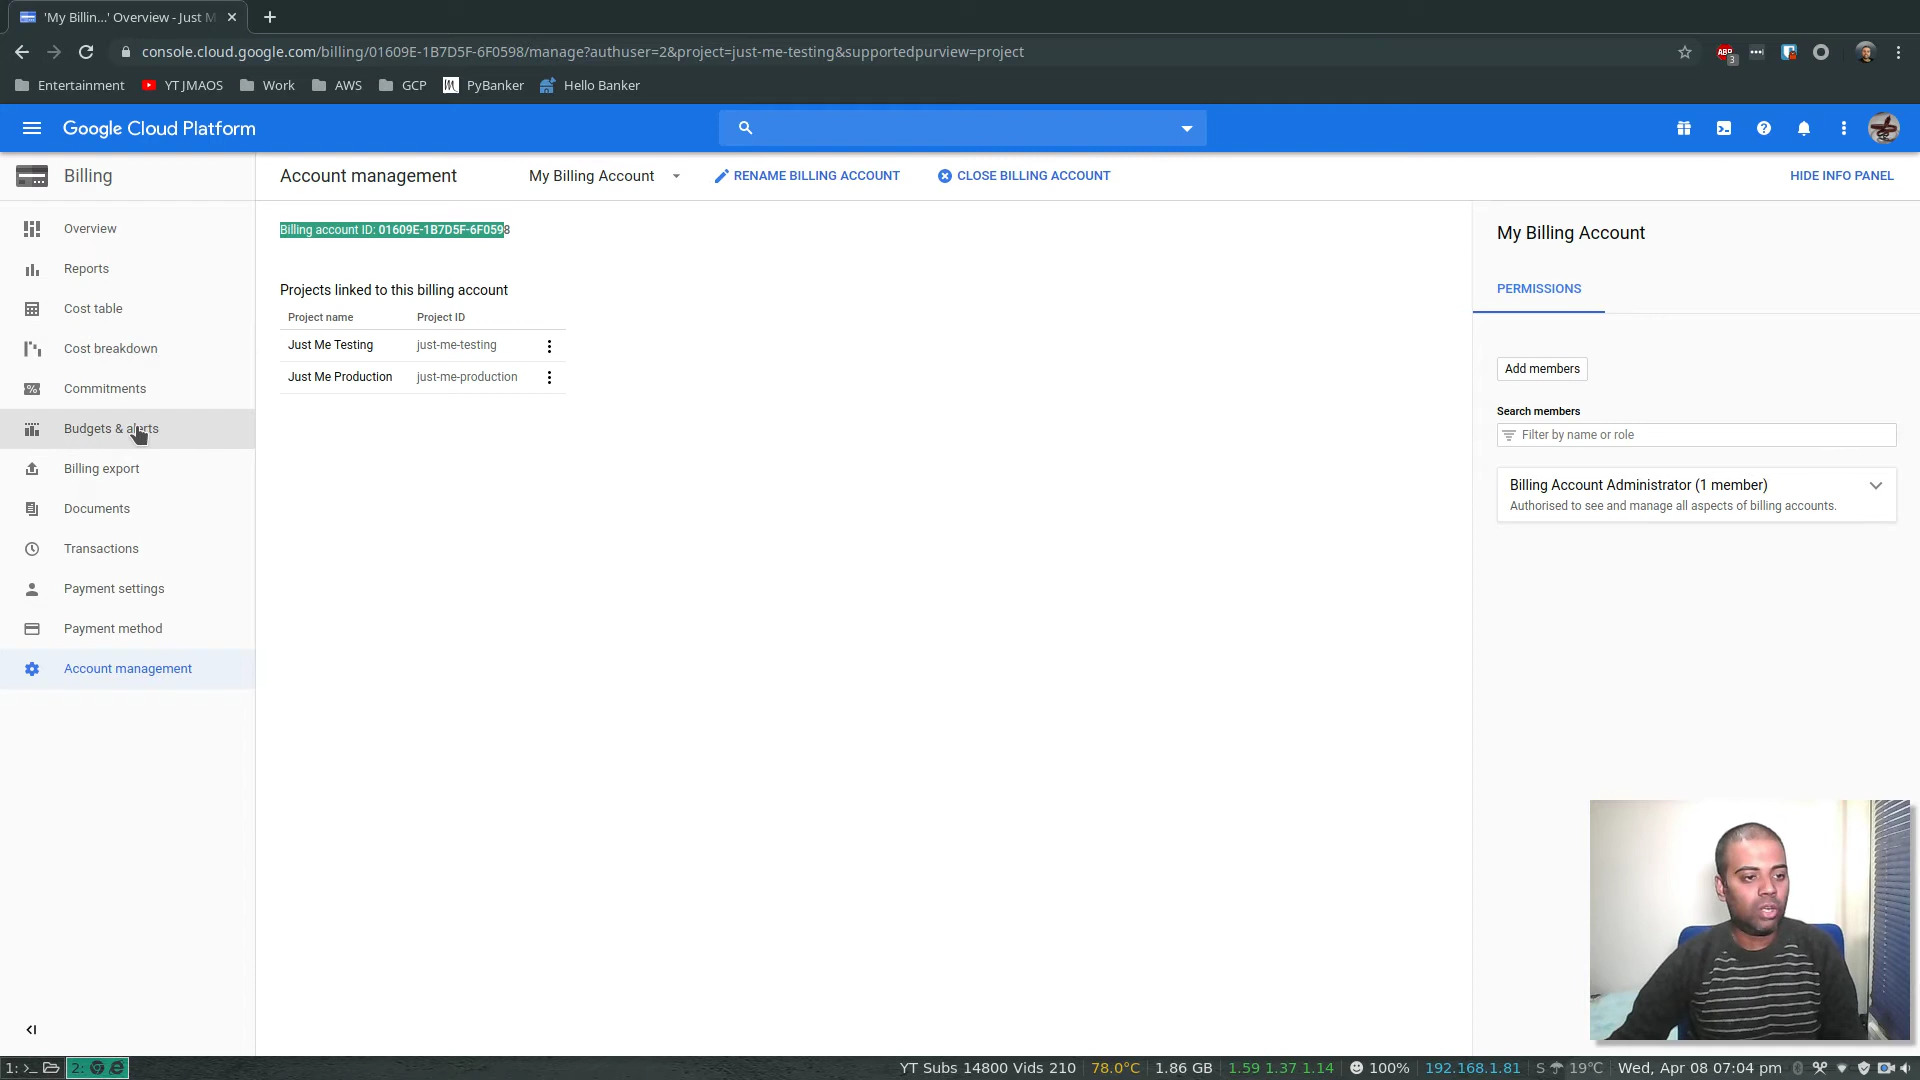 'My Billin...' Overview - Just M
console.cloud.google.com/billing/01609E-1B7D5F-6F0598/manage?authuser=2&project=just-me-testing&supportedpurview=project
ABP
3
Entertainment
YT JMAOS
Work
AWS
GCP
PyBanker
Hello Banker
Google Cloud Platform
Billing
Account management
My Billing Account
RENAME BILLING ACCOUNT
CLOSE BILLING ACCOUNT
HIDE INFO PANEL
Overview
Reports
Cost table
Cost breakdown
Commitments
Budgets & alerts
Billing export
Documents
Transactions
Payment settings
Payment method
Account management
Billing account ID: 01609E-1B7D5F-6F0598
Projects linked to this billing account
Project name Project ID
Just Me Testing just-me-testing
Just Me Production just-me-production
My Billing Account
PERMISSIONS
Add members
Search members
Filter by name or role
Billing Account Administrator (1 member)
Authorised to see and manage all aspects of billing accounts.
1: 2: YT Subs 14800 Vids 210 78.0°C 1.86 GB 1.59 1.37 1.14 100% 192.168.1.81 S 19°C Wed, Apr 08 07:04 pm